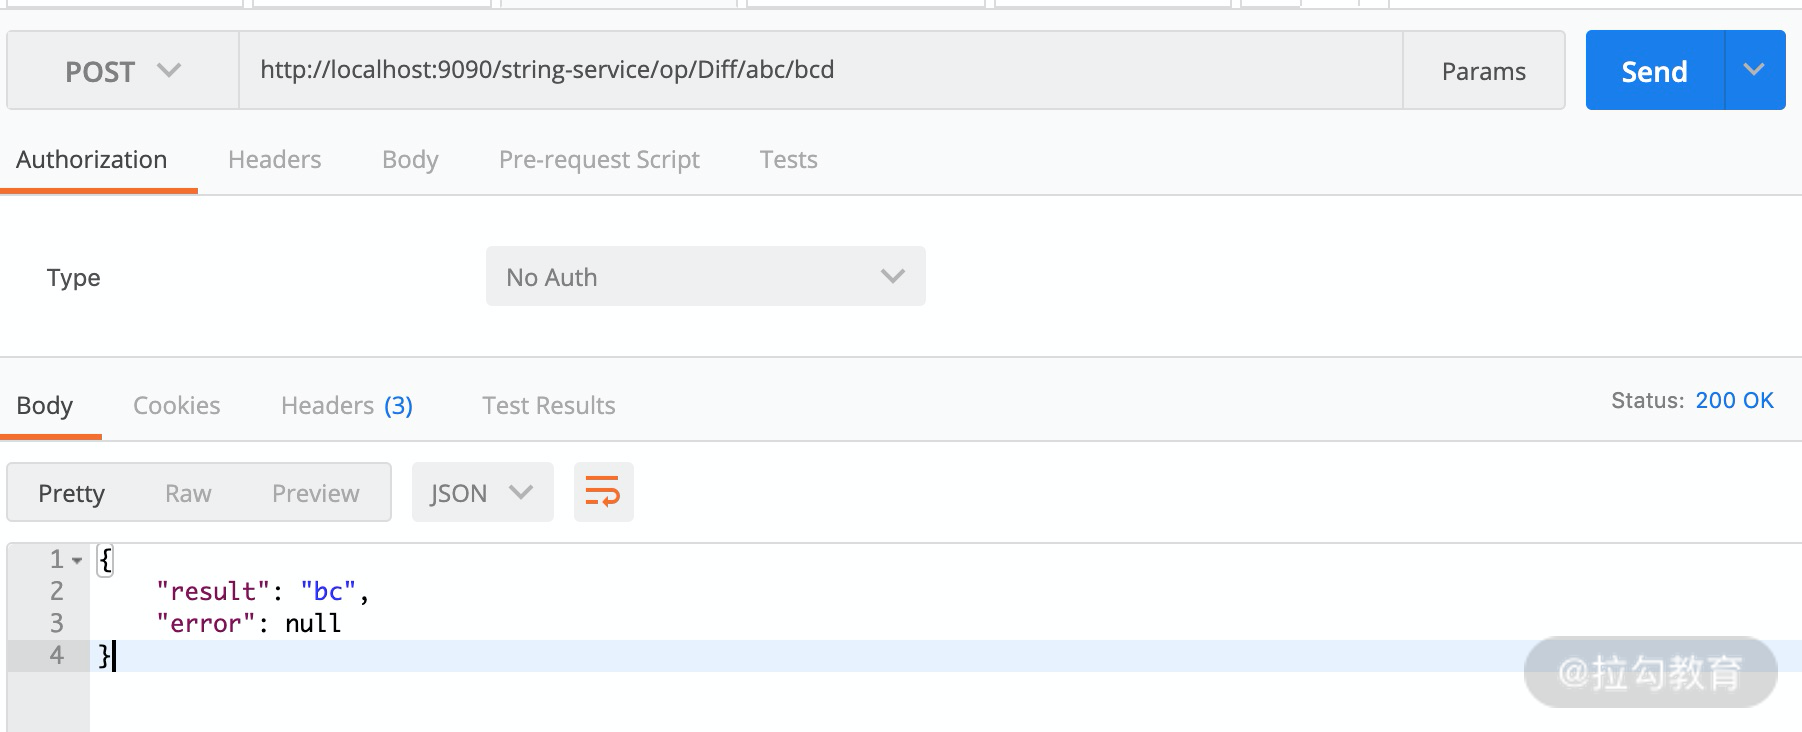 POST http://localhost:9090/string-service/op/Diff/abc/bcd Params Send
Authorization Headers Body Pre-request Script Tests
Type No Auth
Body Cookies Headers (3) Test Results Status: 200 OK
Pretty Raw Preview JSON
1 {
2 "result": "bc",
3 "error": null
4 }
@拉勾教育